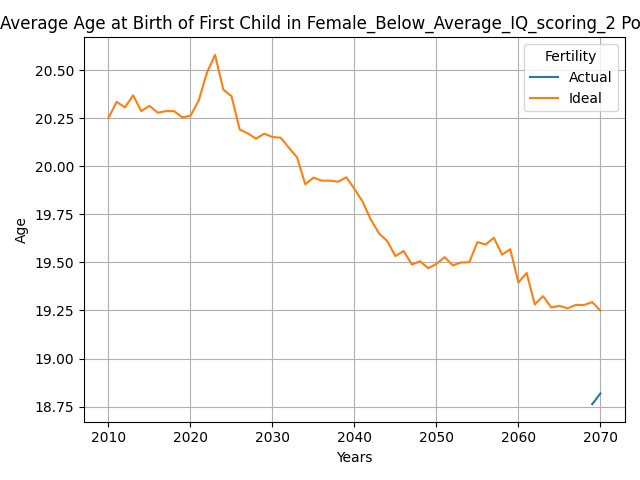 Average Age at Birth of First Child in Female_Below_Average_IQ_scoring_2 Po
Fertility
Actual
Ideal
20.50
20.25
20.00
19.75
19.50
19.25
19.00
18.75
Age
2010 2020 2030 2040 2050 2060 2070
Years